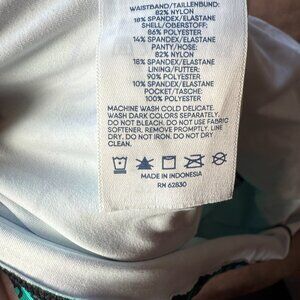 WAISTBAND/TAILLENBUND:
82% NYLON
18% SPANDEX/ELASTANE
SHELL/OBERSTOFF:
86% POLYESTER
14% SPANDEX/ELASTANE
PANTY/HOSE:
82% NYLON
18% SPANDEX/ELASTANE
LINING/FUTTER:
90% POLYESTER
10% SPANDEX/ELASTANE
POCKET/TASCHE:
100% POLYESTER
MACHINE WASH COLD DELICATE.
WASH DARK COLORS SEPARATELY.
DO NOT BLEACH. DO NOT USE FABRIC
SOFTENER. REMOVE PROMPTLY. LINE
DRY. DO NOT IRON. DO NOT DRY
CLEAN.
MADE IN INDONESIA
RN 62830